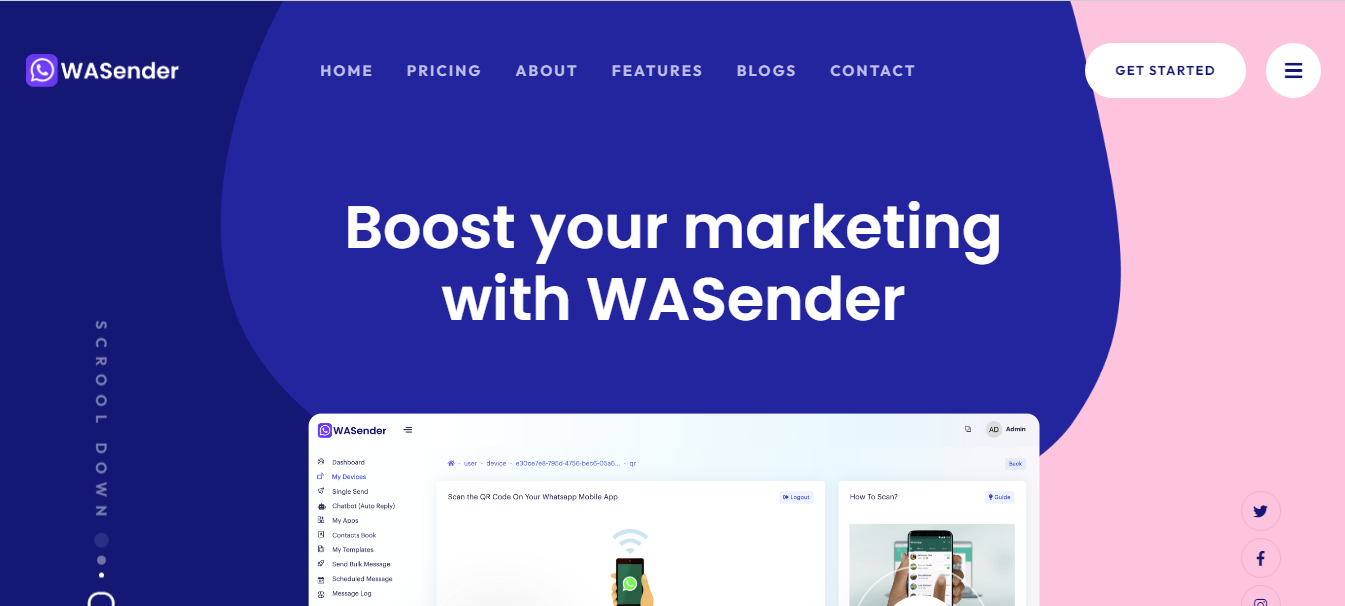 WASender
HOME PRICING ABOUT FEATURES BLOGS CONTACT
GET STARTED
Boost your marketing
with WASender
SCROOL DOWN
WASender
AD Admin
user - device - e30ce7e8-795d-4756-bec6-05a6... - qr
Back
Dashboard
My Devices
Single Send
Chatbot (Auto Reply)
My Apps
Contacts Book
My Templates
Send Bulk Message
Scheduled Message
Message Log
Scan the QR Code On Your Whatsapp Mobile App
Logout
How To Scan?
Guide